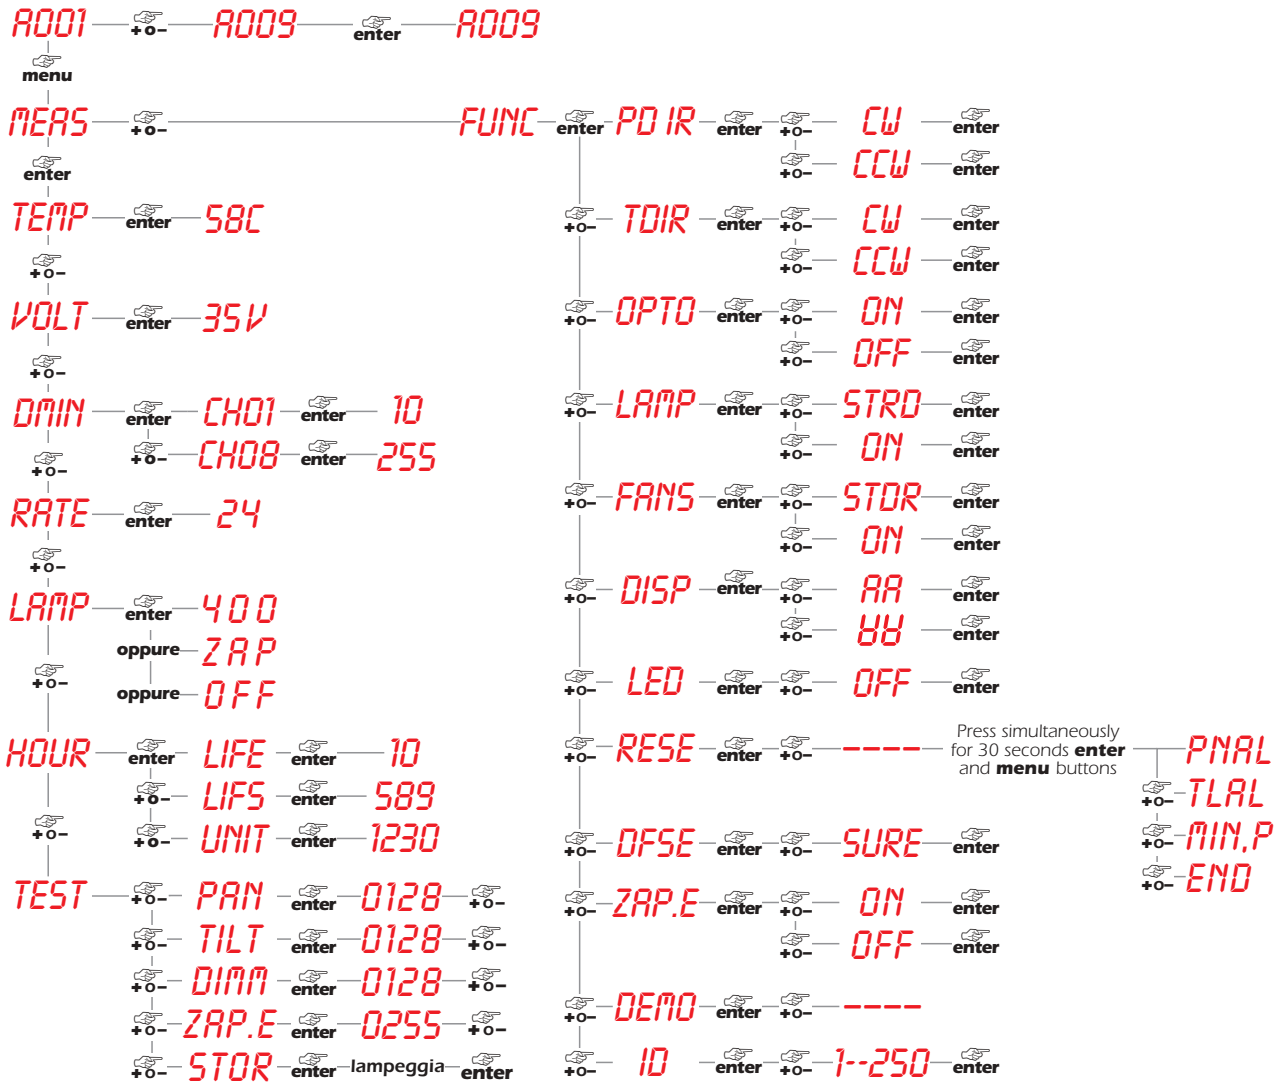 A001 +o- A009 enter A009
menu
MEAS +o- FUNC enter PDIR enter +o- CW enter
+o- CCW enter
enter
TEMP enter 58C +o- TDIR enter +o- CW enter
+o- +o- CCW enter
VOLT enter 35V +o- OPTO enter +o- ON enter
+o- +o- OFF enter
DMIN enter CH01 enter 10 +o- LAMP enter +o- STRD enter
+o- +o- CH08 enter 255 +o- ON enter
RATE enter 24 +o- FANS enter +o- STDR enter
+o- +o- ON enter
LAMP enter 400 +o- DISP enter +o- AA enter
oppure ZAP +o- enter
+o- oppure OFF +o- LED enter +o- OFF enter
HOUR enter LIFE enter 10 +o- RESE enter +o- ---- Press simultaneously
for 30 seconds enter
and menu buttons
PNAL
+o- LIFS enter 589 +o- TLAL
+o- +o- UNIT enter 1230 +o- DFSE enter +o- SURE enter +o- MIN,P
TEST +o- PAN enter 0128 +o- +o- ZAP.E enter +o- ON enter +o- END
+o- TILT enter 0128 +o- +o- OFF enter
+o- DIMM enter 0128 +o- +o- DEMO enter +o- ----
+o- ZAP.E enter 0255 +o-
+o- STOR enter lampeggia enter +o- ID enter +o- 1--250 enter